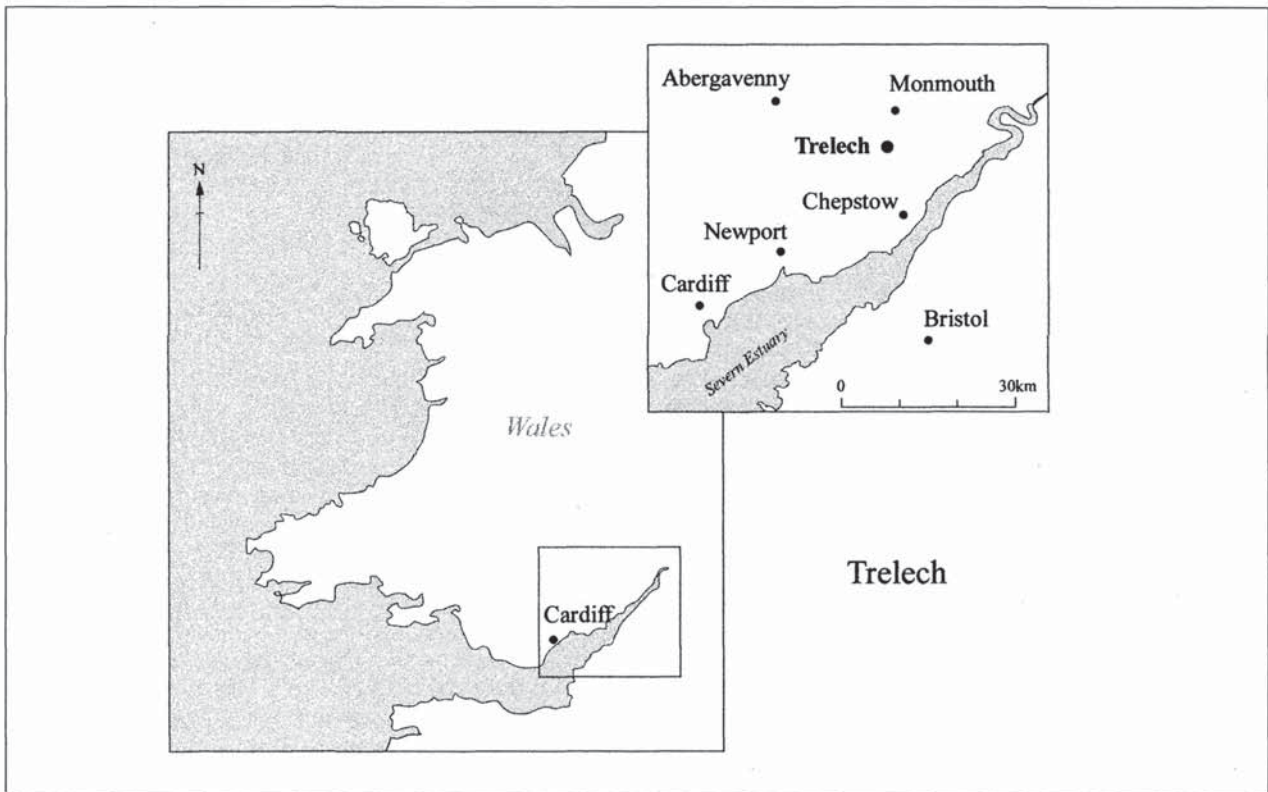 Abergavenny
Monmouth
Trelech
Chepstow
Newport
Cardiff
Bristol
Severn Estuary
0 30km
N
Wales
Trelech
Cardiff